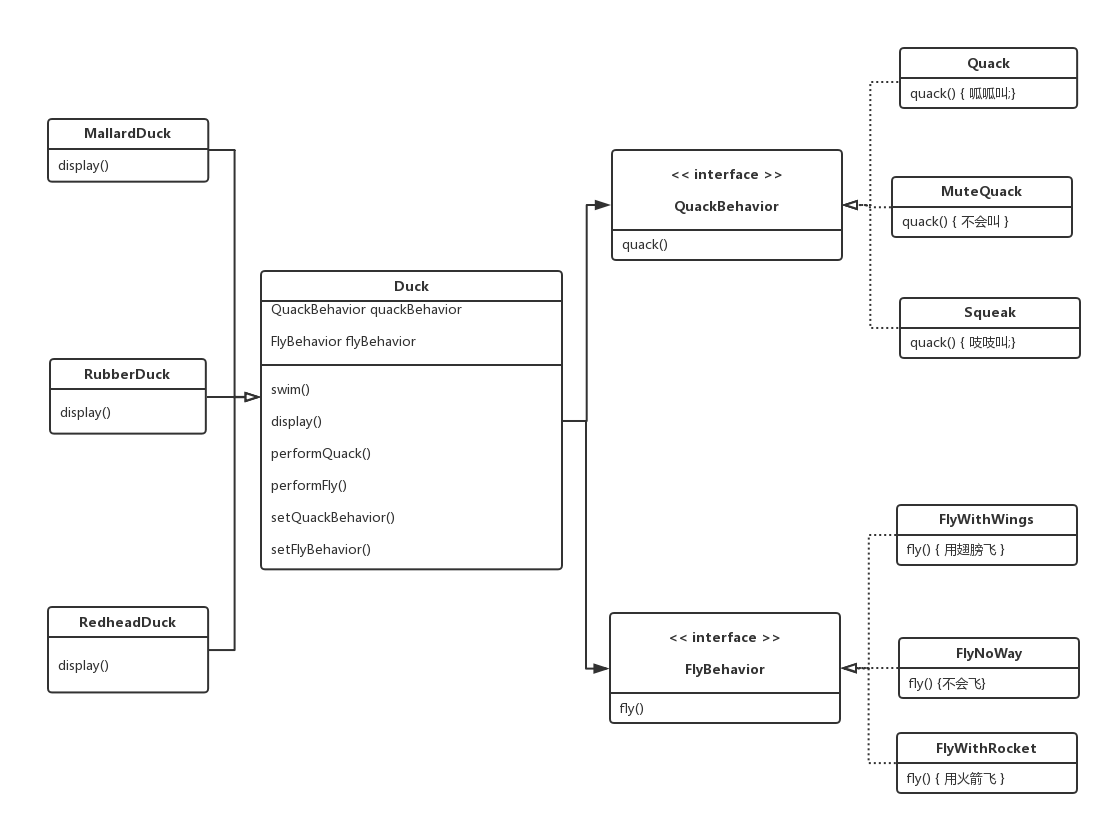 MallardDuck
display()
RubberDuck
display()
RedheadDuck
display()
Duck
QuackBehavior quackBehavior
FlyBehavior flyBehavior
swim()
display()
performQuack()
performFly()
setQuackBehavior()
setFlyBehavior()
<< interface >>
QuackBehavior
quack()
<< interface >>
FlyBehavior
fly()
Quack
quack() { 呱呱叫;}
MuteQuack
quack() { 不会叫 }
Squeak
quack() { 吱吱叫;}
FlyWithWings
fly() { 用翅膀飞 }
FlyNoWay
fly() {不会飞}
FlyWithRocket
fly() { 用火箭飞 }